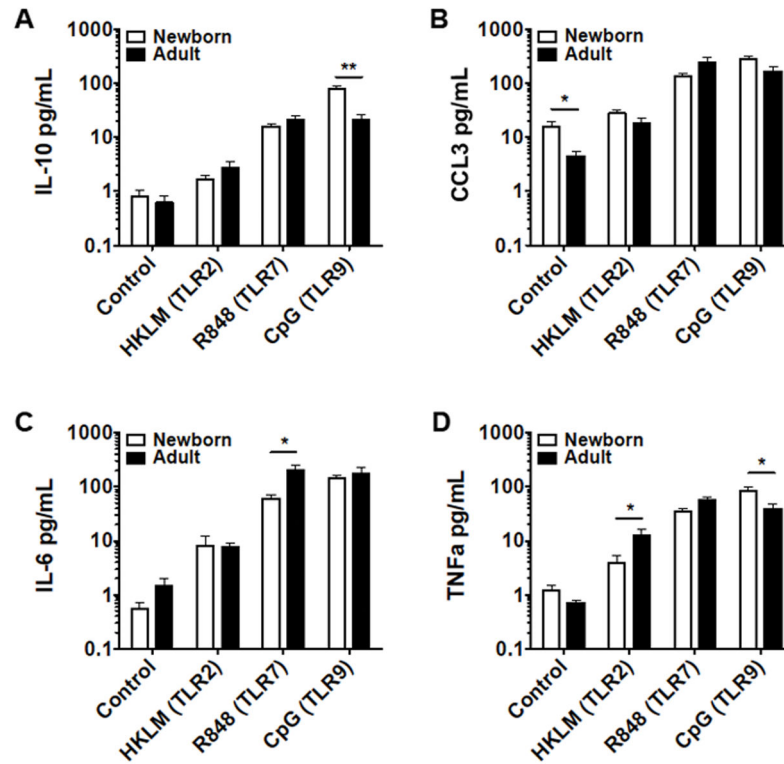 A
Newborn
Adult
**
IL-10 pg/mL
1000
100
10
1
0.1
Control
HKLM (TLR2)
R848 (TLR7)
CpG (TLR9)
B
Newborn
Adult
*
CCL3 pg/mL
1000
100
10
1
0.1
Control
HKLM (TLR2)
R848 (TLR7)
CpG (TLR9)
C
Newborn
Adult
*
IL-6 pg/mL
1000
100
10
1
0.1
Control
HKLM (TLR2)
R848 (TLR7)
CpG (TLR9)
D
Newborn
Adult
*
*
TNFa pg/mL
1000
100
10
1
0.1
Control
HKLM (TLR2)
R848 (TLR7)
CpG (TLR9)